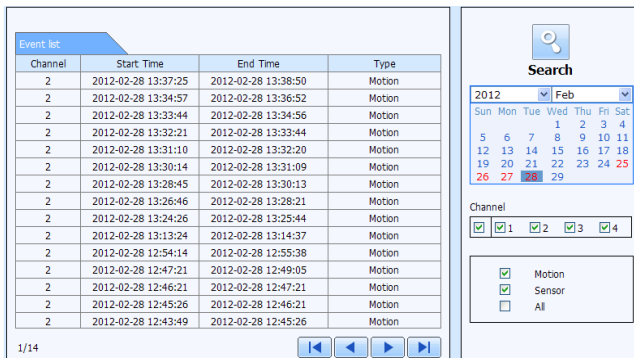 Event list
Channel Start Time End Time Type
2 2012-02-28 13:37:25 2012-02-28 13:38:50 Motion
2 2012-02-28 13:34:57 2012-02-28 13:36:52 Motion
2 2012-02-28 13:33:44 2012-02-28 13:34:56 Motion
2 2012-02-28 13:32:21 2012-02-28 13:33:44 Motion
2 2012-02-28 13:31:10 2012-02-28 13:32:20 Motion
2 2012-02-28 13:30:14 2012-02-28 13:31:09 Motion
2 2012-02-28 13:28:45 2012-02-28 13:30:13 Motion
2 2012-02-28 13:26:46 2012-02-28 13:28:21 Motion
2 2012-02-28 13:24:26 2012-02-28 13:25:44 Motion
2 2012-02-28 13:13:24 2012-02-28 13:14:37 Motion
2 2012-02-28 12:54:14 2012-02-28 12:55:38 Motion
2 2012-02-28 12:47:21 2012-02-28 12:49:05 Motion
2 2012-02-28 12:46:21 2012-02-28 12:47:21 Motion
2 2012-02-28 12:45:26 2012-02-28 12:46:21 Motion
2 2012-02-28 12:43:49 2012-02-28 12:45:26 Motion
1/14
Search
2012 Feb
Sun Mon Tue Wed Thu Fri Sat
1 2 3 4
5 6 7 8 9 10 11
12 13 14 15 16 17 18
19 20 21 22 23 24 25
26 27 28 29
Channel
1 2 3 4
Motion
Sensor
All